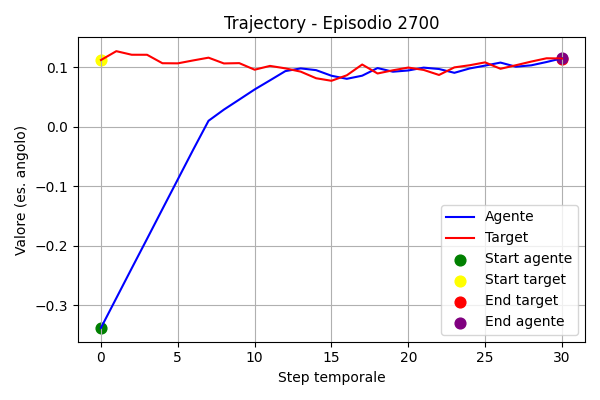 Trajectory - Episodio 2700
Valore (es. angolo)
0.1
0.0
−0.1
−0.2
−0.3
0 5 10 15 20 25 30
Step temporale
Agente
Target
Start agente
Start target
End target
End agente